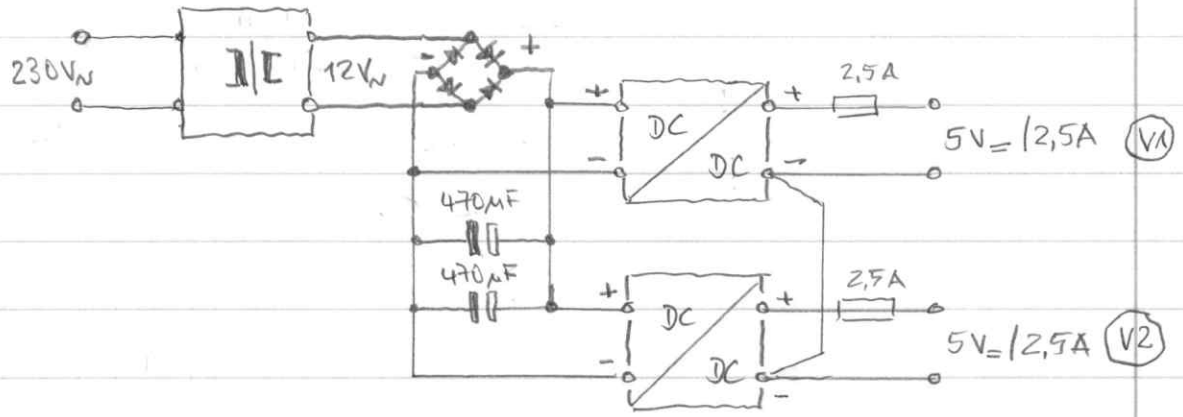 230V~ 12V~ - +
+ DC DC - + - 2,5A 5V= / 2,5A V1
470µF
470µF
+ DC DC - + - 2,5A 5V= / 2,5A V2